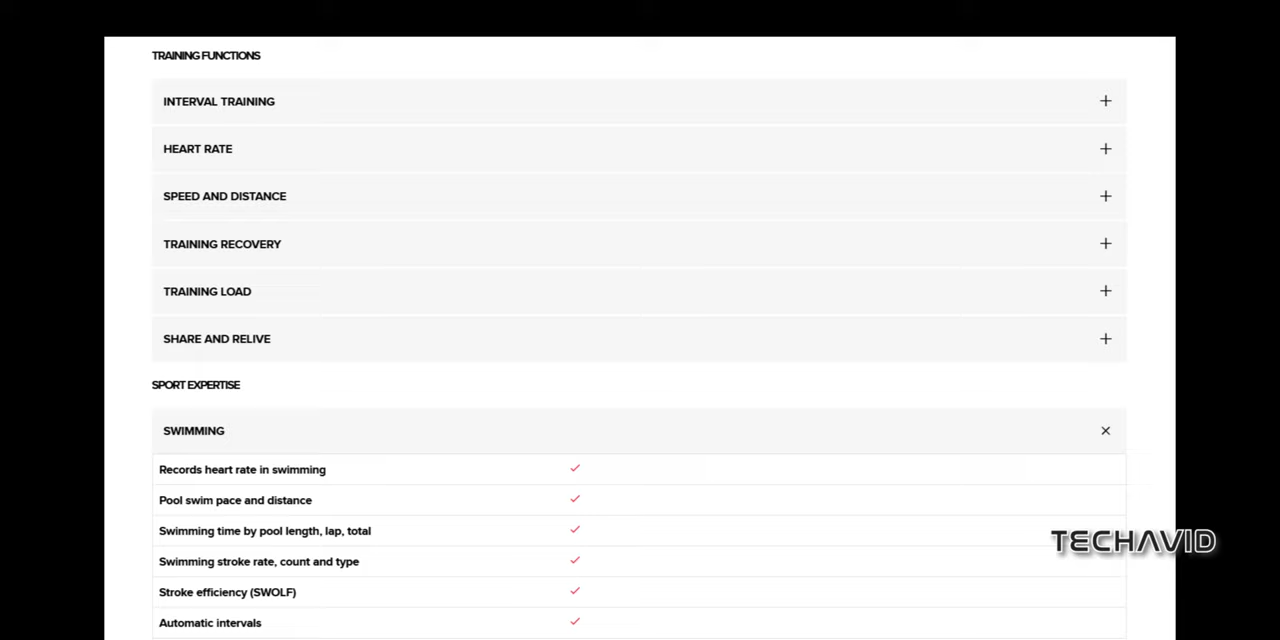 TRAINING FUNCTIONS
INTERVAL TRAINING
HEART RATE
SPEED AND DISTANCE
TRAINING RECOVERY
TRAINING LOAD
SHARE AND RELIVE
SPORT EXPERTISE
SWIMMING
Records heart rate in swimming
Pool swim pace and distance
Swimming time by pool length, lap, total
Swimming stroke rate, count and type
Stroke efficiency (SWOLF)
Automatic intervals
TECHAVID